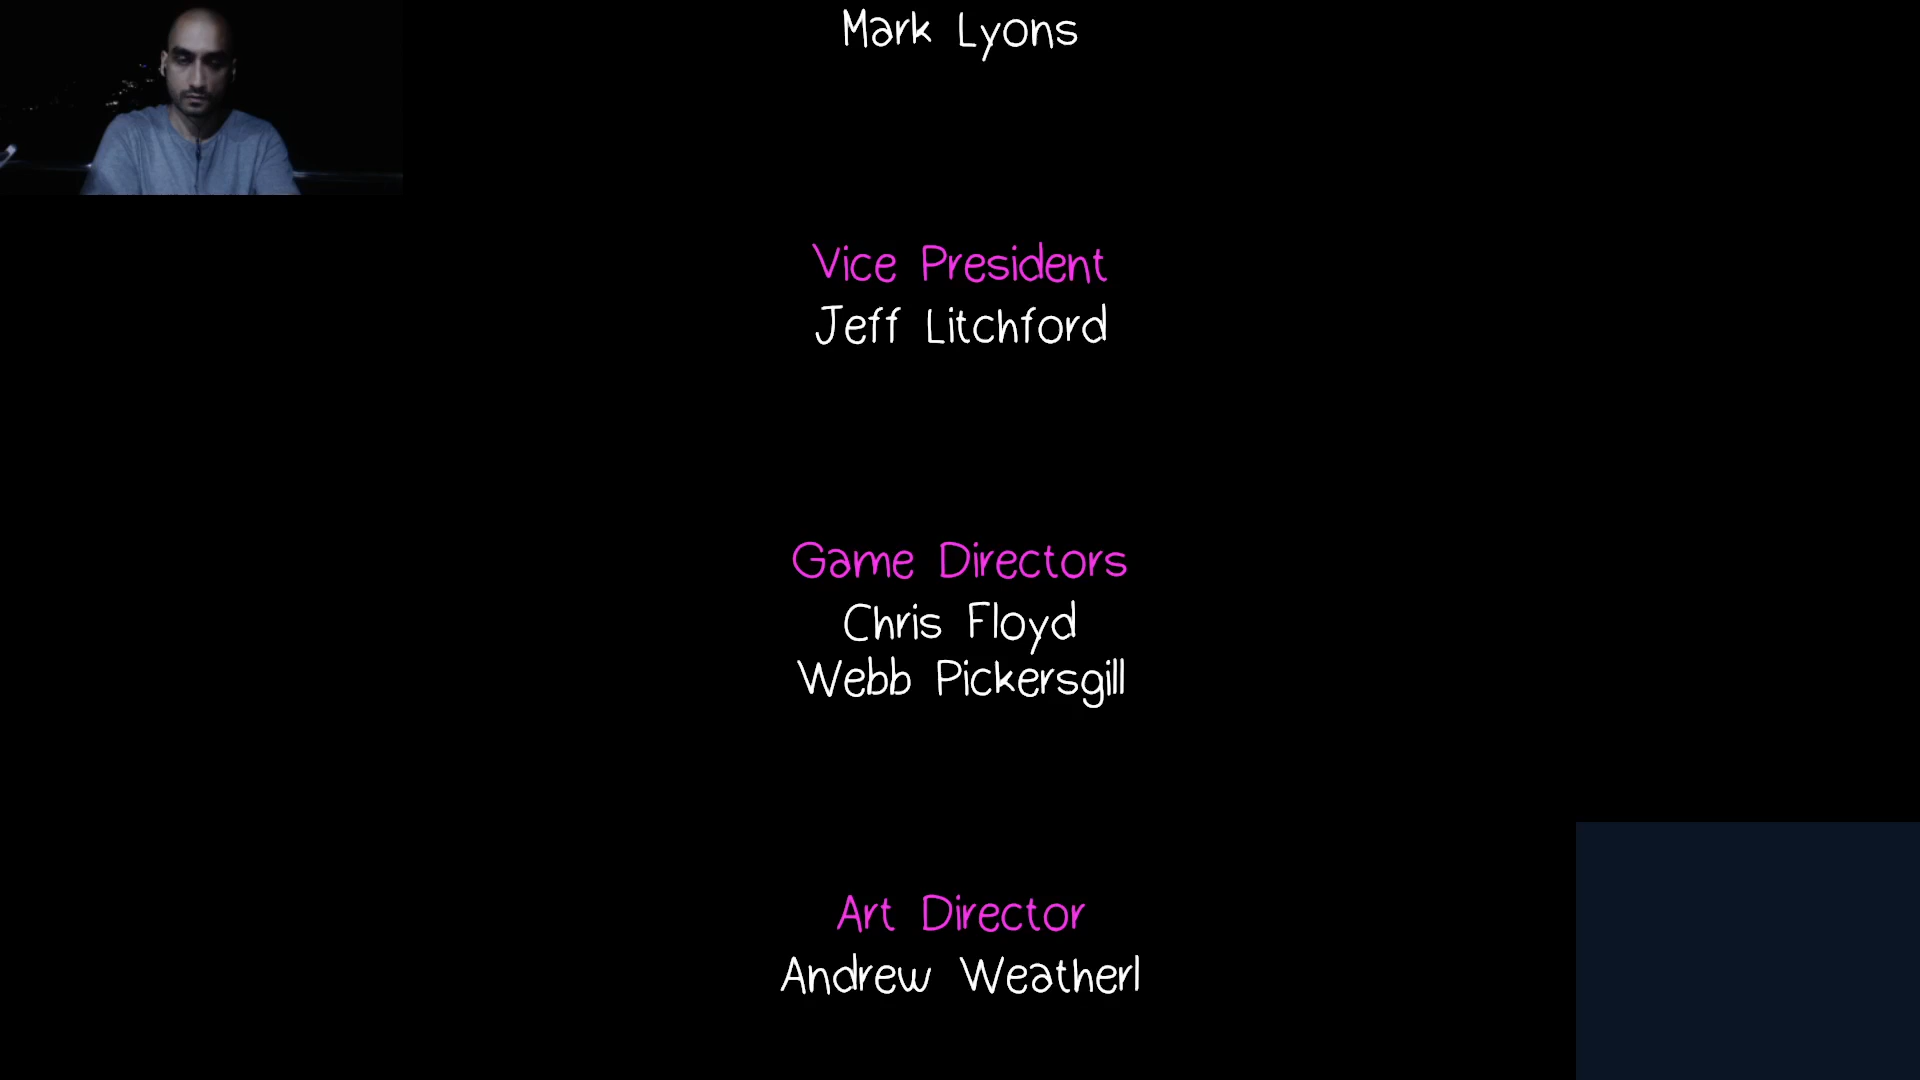 Mark Lyons
Vice President
Jeff Litchford
Game Directors
Chris Floyd
Webb Pickersgill
Art Director
Andrew Weatherl